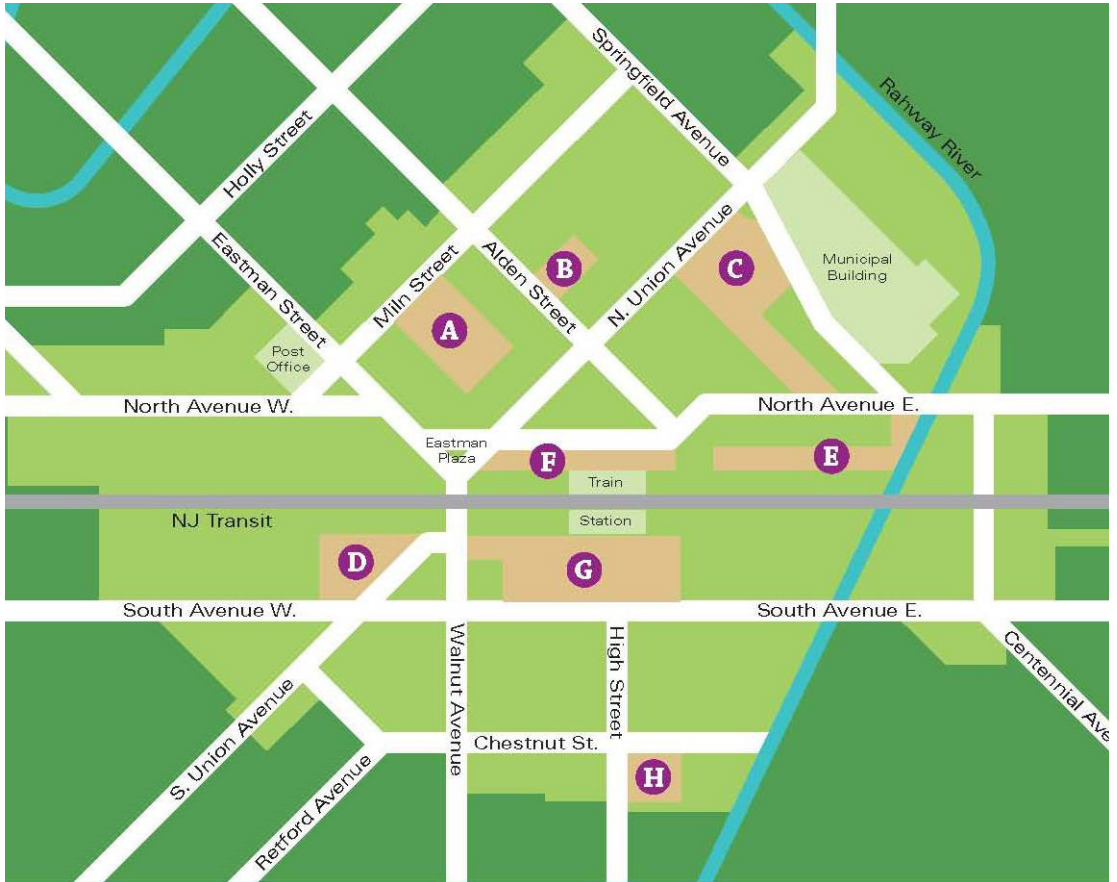 Springfield Avenue
Rahway River
Holly Street
Eastman Street
Miln Street
Alden Street
B
N. Union Avenue
C
Municipal
Building
A
Post
Office
North Avenue W.
North Avenue E.
Eastman
Plaza
F
E
Train
NJ Transit
Station
D
G
South Avenue W.
South Avenue E.
Walnut Avenue
High Street
Centennial Ave
S. Union Avenue
Chestnut St.
H
Retford Avenue